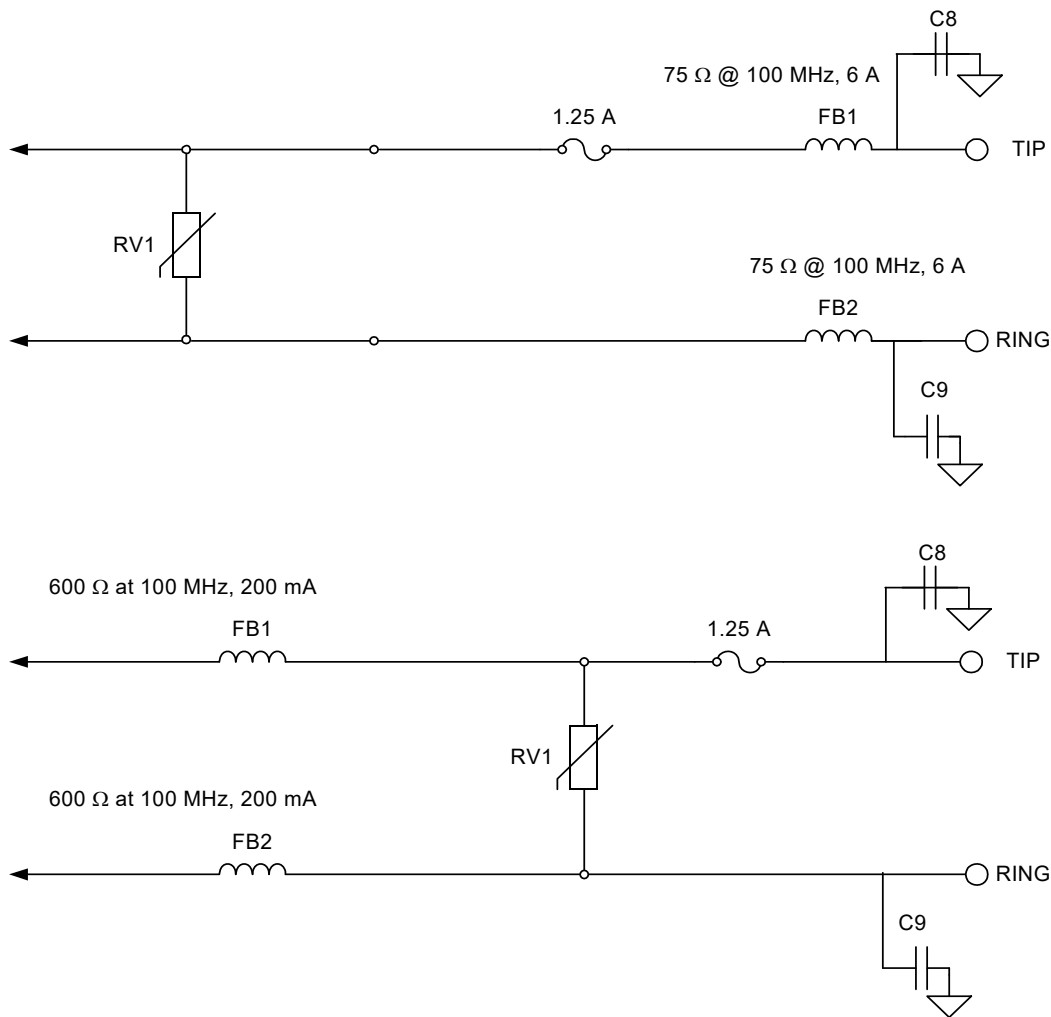 C8
75 Ω @ 100 MHz, 6 A
1.25 A
FB1
TIP
RV1
75 Ω @ 100 MHz, 6 A
FB2
RING
C9
C8
600 Ω at 100 MHz, 200 mA
FB1
1.25 A
TIP
RV1
600 Ω at 100 MHz, 200 mA
FB2
RING
C9